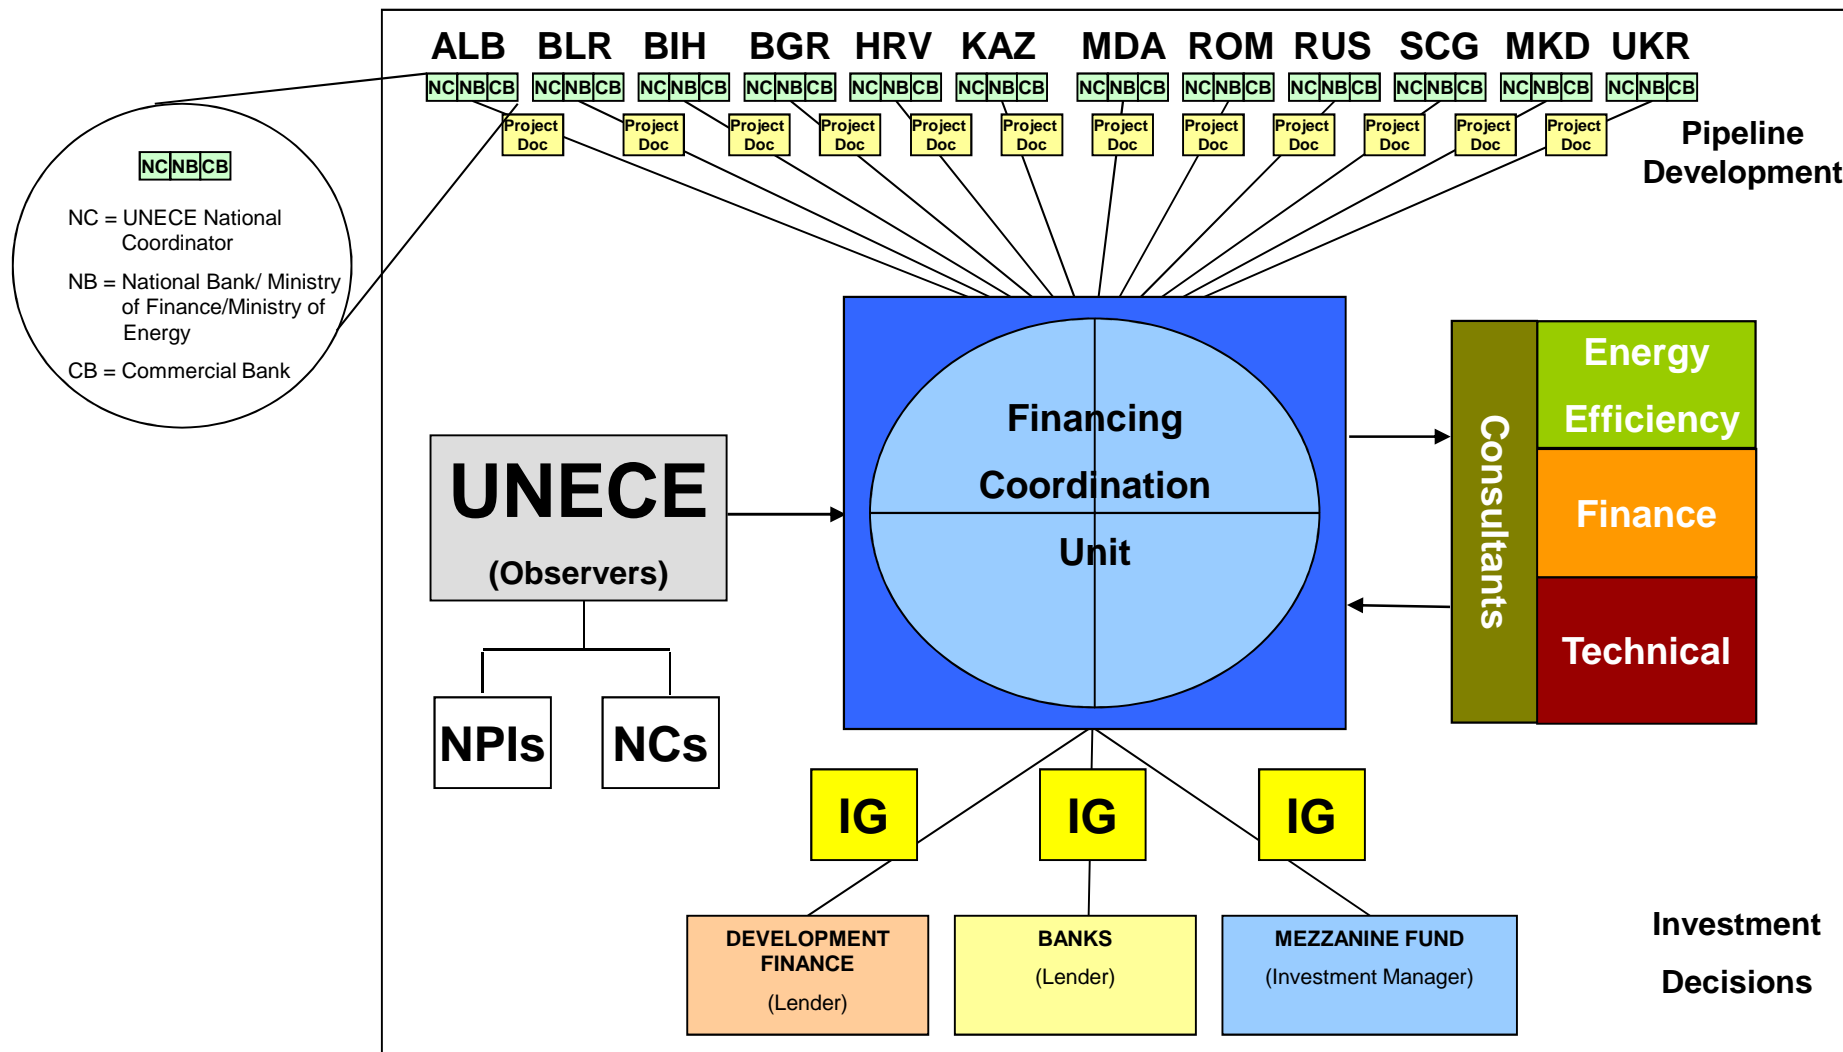 ALB BLR BIH BGR HRV KAZ MDA ROM RUS SCG MKD UKR
NC NB CB NC NB CB NC NB CB NC NB CB NC NB CB NC NB CB NC NB CB NC NB CB NC NB CB NC NB CB NC NB CB NC NB CB
Project Project Project Project Project Project Project Project Project Project Project Project
Doc Doc Doc Doc Doc Doc Doc Doc Doc Doc Doc Doc
Pipeline
Development
NC NB CB
NC = UNECE National
Coordinator
NB = National Bank/ Ministry
of Finance/Ministry of
Energy
CB = Commercial Bank
UNECE
(Observers)
NPIs
NCs
Financing
Coordination
Unit
Consultants
Energy
Efficiency
Finance
Technical
IG
IG
IG
DEVELOPMENT
FINANCE
(Lender)
BANKS
(Lender)
MEZZANINE FUND
(Investment Manager)
Investment
Decisions